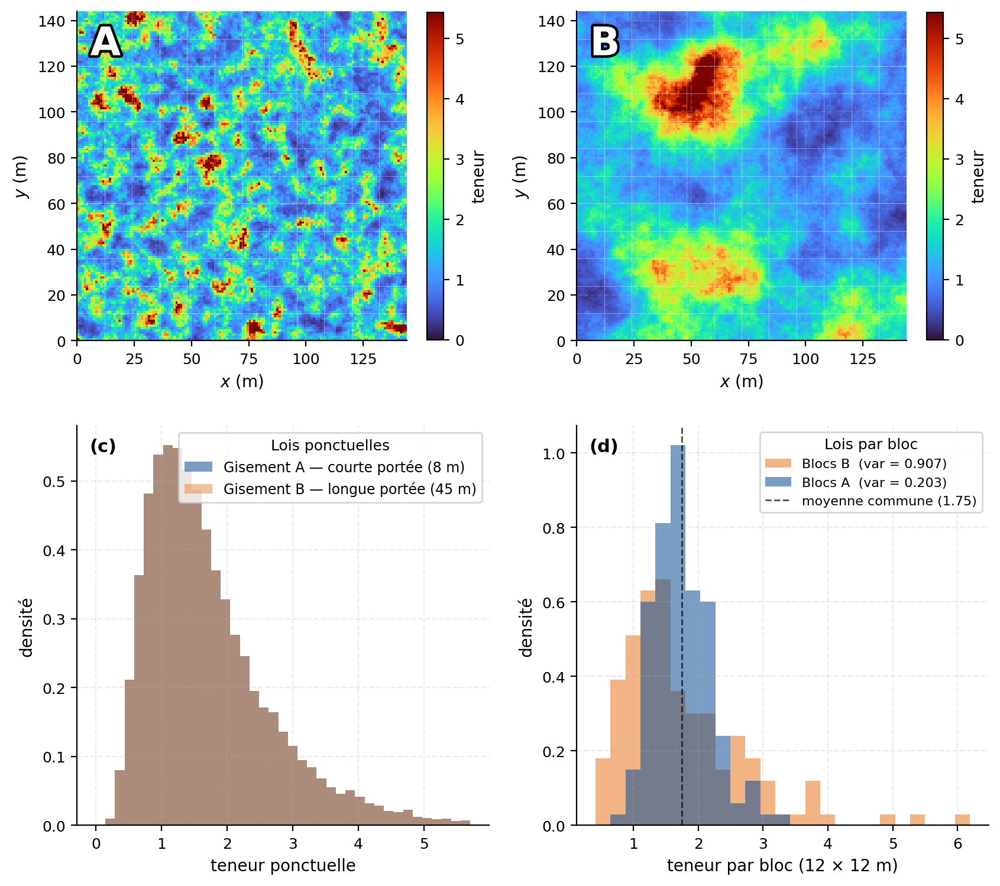 A
140
120
100
80
60
40
20
0
y (m)
0 25 50 75 100 125
x (m)
5
4
3
2
1
0
teneur
B
140
120
100
80
60
40
20
0
y (m)
0 25 50 75 100 125
x (m)
5
4
3
2
1
0
teneur
(c)
Lois ponctuelles
Gisement A — courte portée (8 m)
Gisement B — longue portée (45 m)
0.5
0.4
0.3
0.2
0.1
0.0
densité
0 1 2 3 4 5
teneur ponctuelle
(d)
Lois par bloc
Blocs B (var = 0.907)
Blocs A (var = 0.203)
moyenne commune (1.75)
1.0
0.8
0.6
0.4
0.2
0.0
densité
1 2 3 4 5 6
teneur par bloc (12 × 12 m)